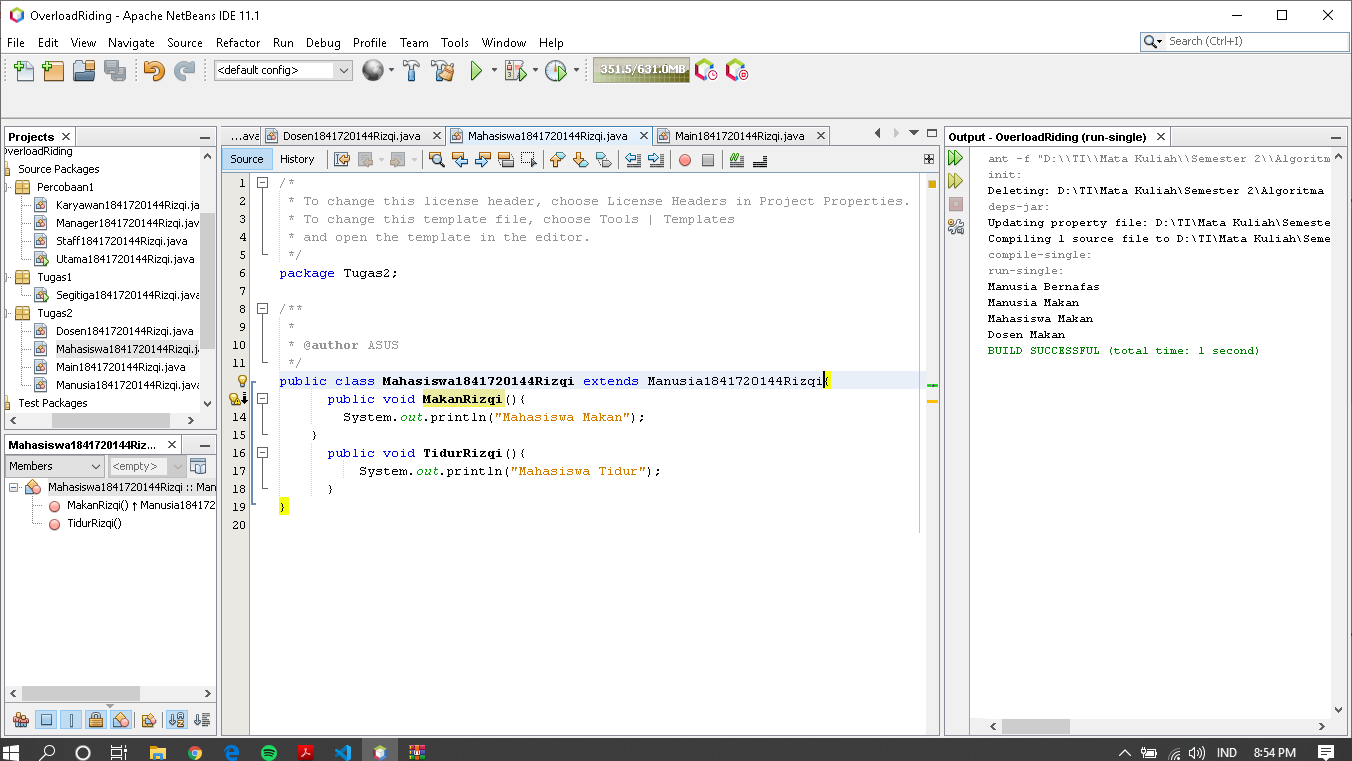 OverloadRiding - Apache NetBeans IDE 11.1
File Edit View Navigate Source Refactor Run Debug Profile Team Tools Window Help
Search (Ctrl+I)
<default config>
351.5/631.0MB
Projects
OverloadRiding
Source Packages
Percobaan1
Karyawan1841720144Rizqi.ja
Manager1841720144Rizqi.java
Staff1841720144Rizqi.java
Utama1841720144Rizqi.java
Tugas1
Segitiga1841720144Rizqi.java
Tugas2
Dosen1841720144Rizqi.java
Mahasiswa1841720144Rizqi.ja
Main1841720144Rizqi.java
Manusia1841720144Rizqi.java
Test Packages
Mahasiswa1841720144Riz...
Members <empty>
Mahasiswa1841720144Rizqi :: Man
MakanRizqi() ↑ Manusia184172
TidurRizqi()
...ava Dosen1841720144Rizqi.java Mahasiswa1841720144Rizqi.java Main1841720144Rizqi.java
Source History
1 /*
2 * To change this license header, choose License Headers in Project Properties.
3 * To change this template file, choose Tools | Templates
4 * and open the template in the editor.
5 */
6 package Tugas2;
7
8 /**
9 *
10 * @author ASUS
11 */
public class Mahasiswa1841720144Rizqi extends Manusia1841720144Rizqi{
public void MakanRizqi(){
14 System.out.println("Mahasiswa Makan");
15 }
16 public void TidurRizqi(){
17 System.out.println("Mahasiswa Tidur");
18 }
19 }
20
Output - OverloadRiding (run-single)
ant -f "D:\\TI\\Mata Kuliah\\Semester 2\\Algoritm
init:
Deleting: D:\TI\Mata Kuliah\Semester 2\Algoritma
deps-jar:
Updating property file: D:\TI\Mata Kuliah\Seme
Compiling 1 source file to D:\TI\Mata Kuliah\Seme
compile-single:
run-single:
Manusia Bernafas
Manusia Makan
Mahasiswa Makan
Dosen Makan
BUILD SUCCESSFUL (total time: 1 second)
IND 8:54 PM